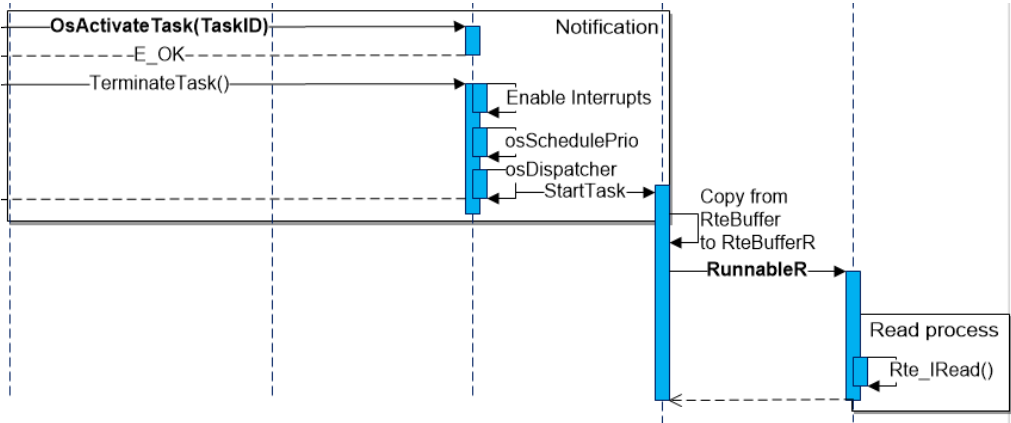 OsActivateTask(TaskID)
Notification
E_OK
TerminateTask()
Enable Interrupts
osSchedulePrio
osDispatcher
StartTask
Copy from
RteBuffer
to RteBufferR
RunnableR
Read process
Rte_IRead()